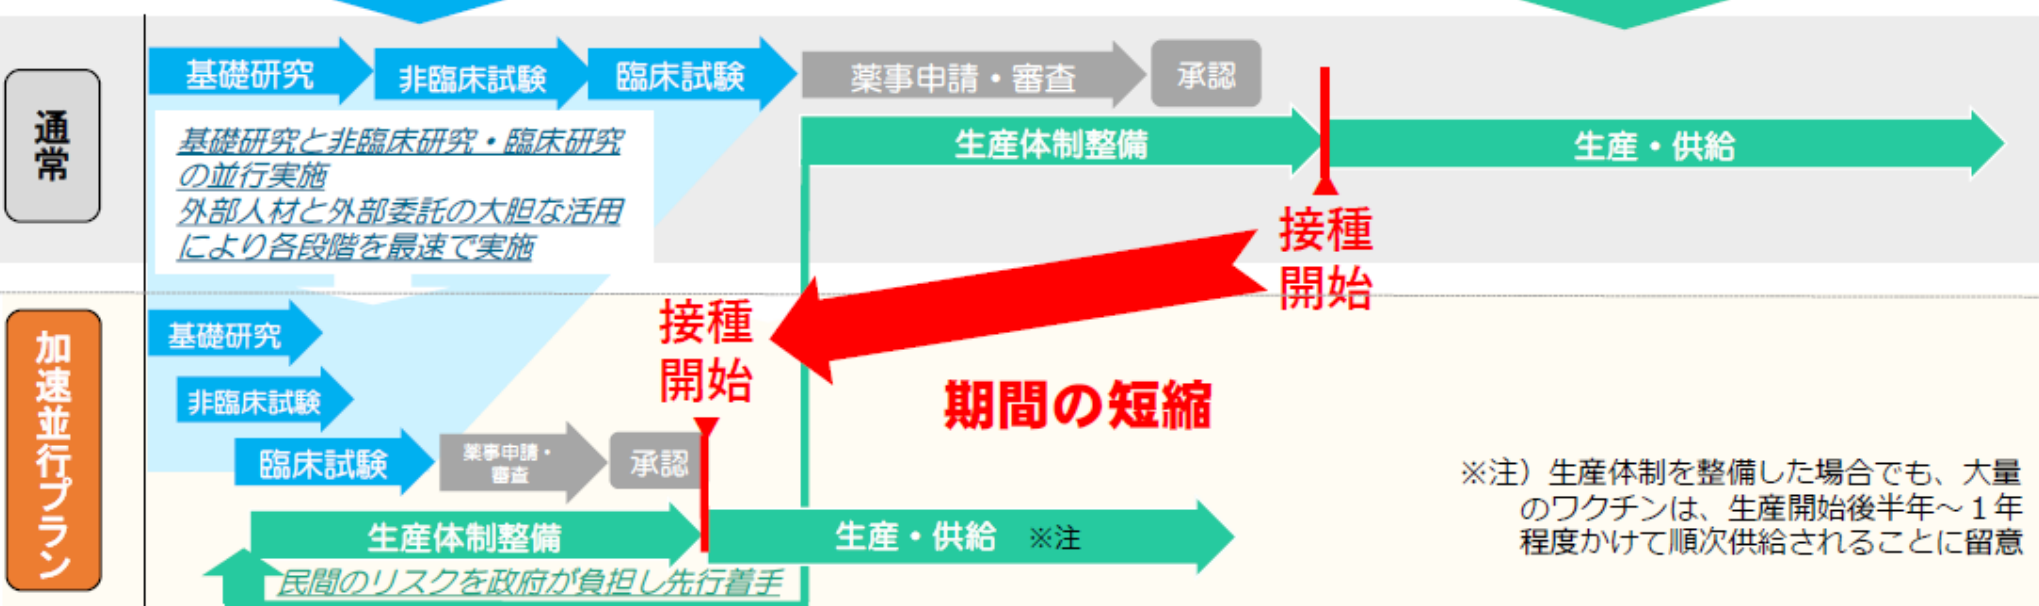 通常
基礎研究
非臨床試験
臨床試験
薬事申請・審査
承認
生産体制整備
生産・供給
基礎研究と非臨床研究・臨床研究
の並行実施
外部人材と外部委託の大胆な活用
により各段階を最速で実施
接種
開始
加速並行プラン
基礎研究
非臨床試験
臨床試験
薬事申請・
審査
承認
接種
開始
期間の短縮
生産体制整備
生産・供給 ※注
民間のリスクを政府が負担し先行着手
※注）生産体制を整備した場合でも、大量
のワクチンは、生産開始後半年～１年
程度かけて順次供給されることに留意